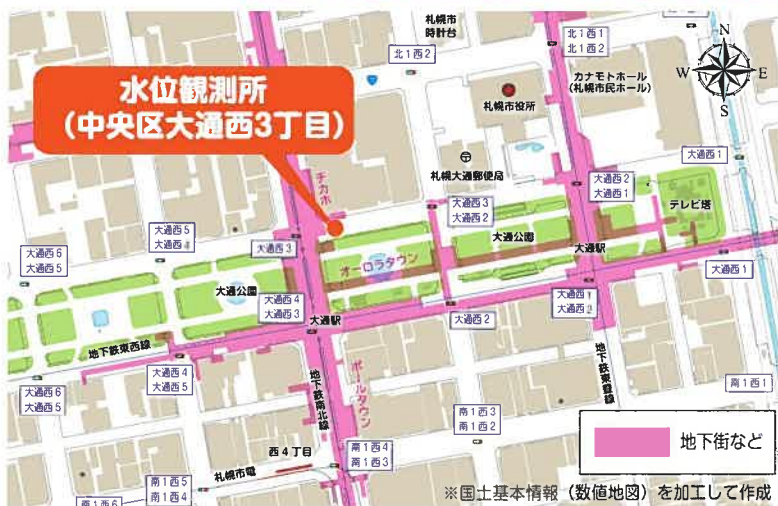 札幌市
時計台
北1西1
北1西2
北1西2
N
W
E
S
カナモトホール
(札幌市民ホール)
水位観測所
(中央区大通西3丁目)
札幌市役所
大通西1
チカホ
札幌大通郵便局
大通西2
大通西1
テレビ塔
大通西3
大通西2
大通西5
大通西4
大通西3
大通公園
大通駅
大通西6
大通西5
オーロラタウン
大通西1
大通公園
大通西4
大通西3
大通駅
大通西2
大通西1
大通西2
地下鉄東西線
大通西4
大通西5
ポールタウン
地下鉄南北線
地下鉄東豊線
大通西6
大通西5
南1西1
南1西3
南1西2
地下街など
西4丁目
南1西4
南1西3
札幌市電
南1西5
南1西4
南1西6
※国土基本情報(数値地図)を加工して作成